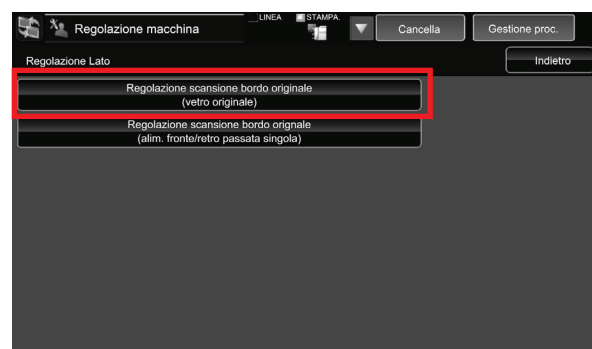 Regolazione macchina
LINEA
STAMPA.
Cancella
Gestione proc.
Regolazione Lato
Indietro
Regolazione scansione bordo originale
(vetro originale)
Regolazione scansione bordo orignale
(alim. fronte/retro passata singola)